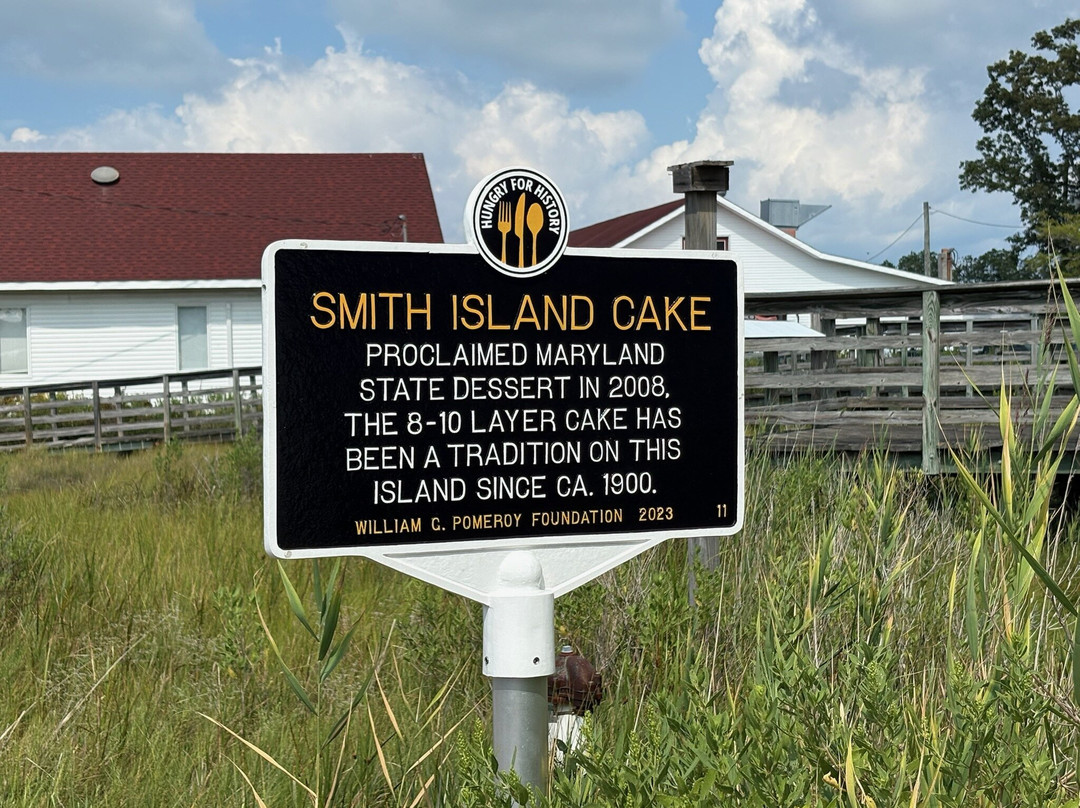 HUNGRY FOR HISTORY
SMITH ISLAND CAKE
PROCLAIMED MARYLAND
STATE DESSERT IN 2008,
THE 8-10 LAYER CAKE HAS
BEEN A TRADITION ON THIS
ISLAND SINCE CA. 1900.
WILLIAM G. POMEROY FOUNDATION 2023 11